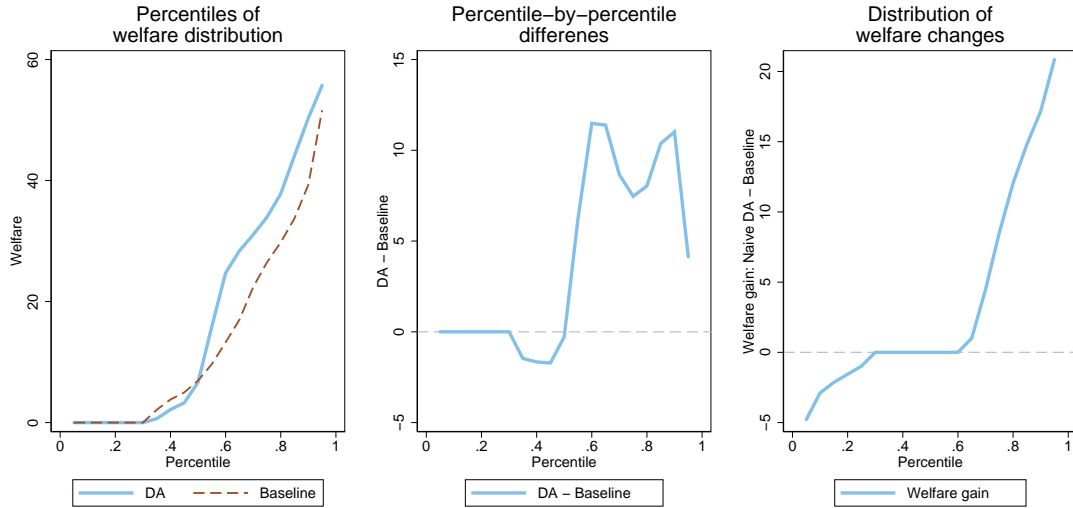 Percentiles of
welfare distribution
Welfare
60
40
20
0
0
.2
.4
.6
.8
1
Percentile
DA
Baseline
Percentile−by−percentile
differenes
DA − Baseline
15
10
5
0
−5
0
.2
.4
.6
.8
1
Percentile
DA − Baseline
Distribution of
welfare changes
Welfare gain: Naive DA − Baseline
20
15
10
5
0
−5
0
.2
.4
.6
.8
1
Percentile
Welfare gain